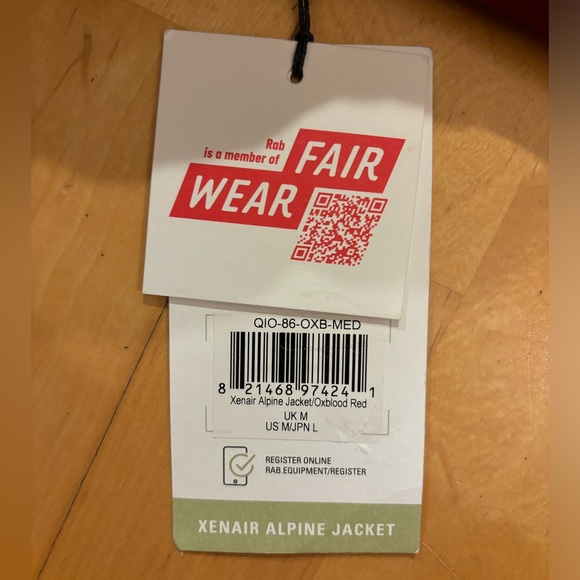 Rab
is a member of
FAIR
WEAR
QIO-86-OXB-MED
8 21468 97424 1
Xenair Alpine Jacket/Oxblood Red
UK M
US M/JPN L
REGISTER ONLINE
RAB.EQUIPMENT/REGISTER
XENAIR ALPINE JACKET